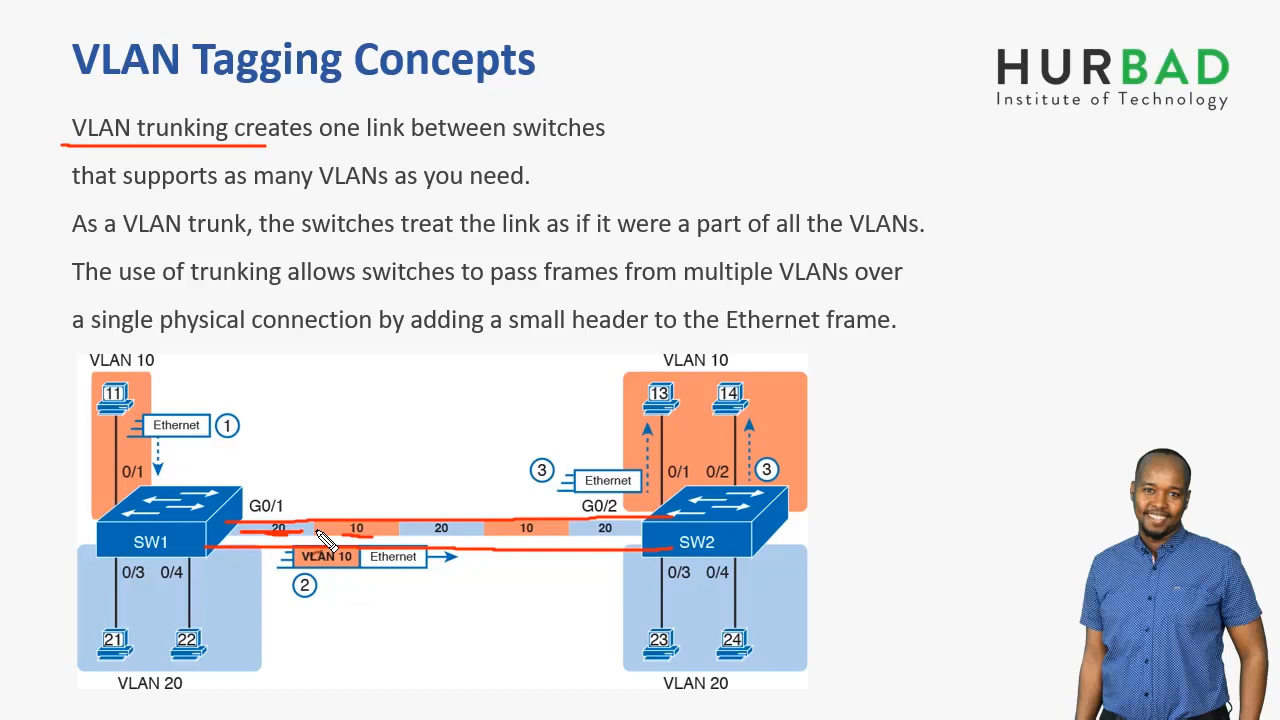 VLAN Tagging Concepts
HURBAD
Institute of Technology
VLAN trunking creates one link between switches
that supports as many VLANs as you need.
As a VLAN trunk, the switches treat the link as if it were a part of all the VLANs.
The use of trunking allows switches to pass frames from multiple VLANs over
a single physical connection by adding a small header to the Ethernet frame.
VLAN 10
VLAN 10
11
13
14
Ethernet
1
0/1
3
Ethernet
0/1
0/2
3
G0/1
G0/2
20
10
20
10
20
SW1
SW2
VLAN 10
Ethernet
2
0/3
0/4
0/3
0/4
21
22
23
24
VLAN 20
VLAN 20